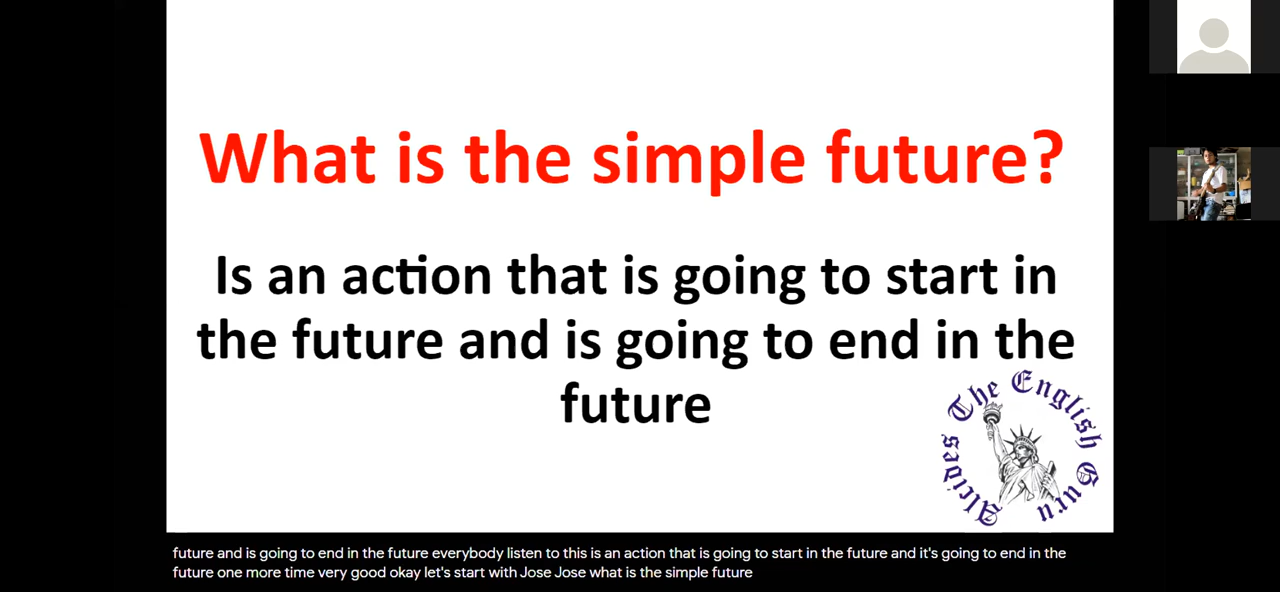 What is the simple future?
Is an action that is going to start in
the future and is going to end in the
future
Alcides The English Guru
future and is going to end in the future everybody listen to this is an action that is going to start in the future and it's going to end in the
future one more time very good okay let's start with Jose Jose what is the simple future